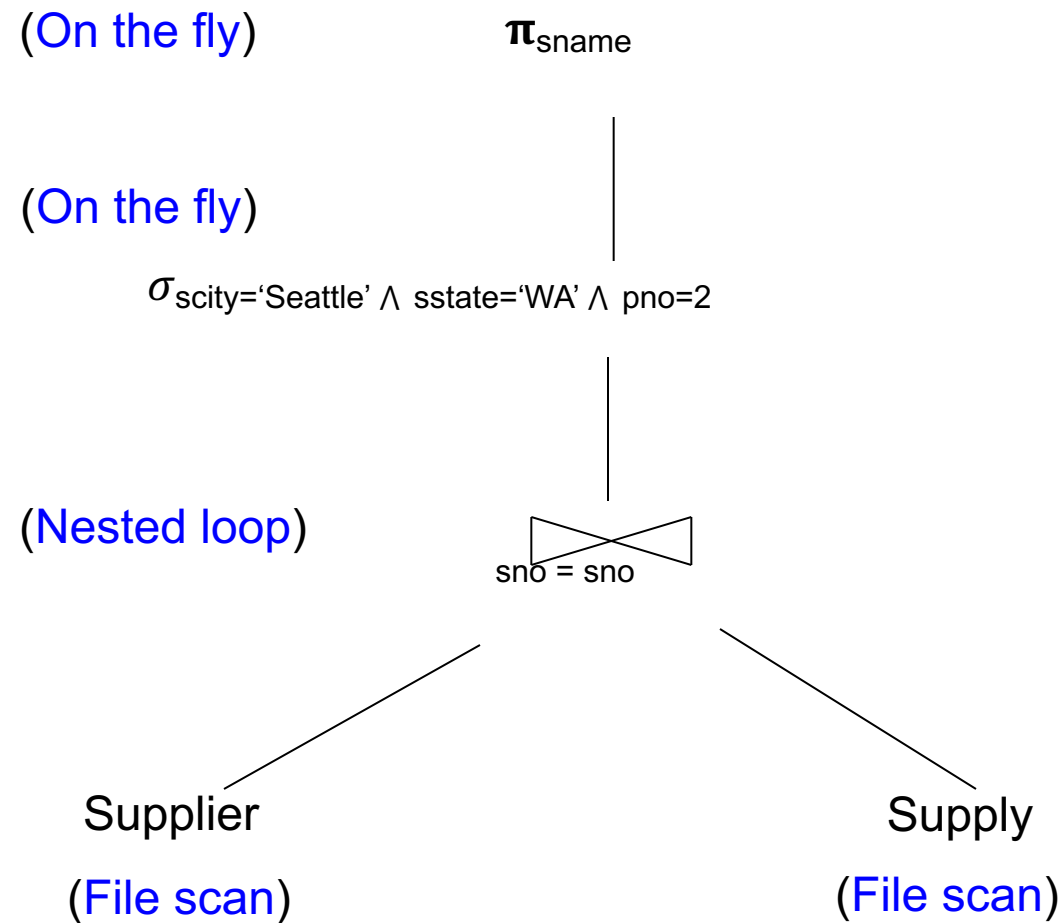 (On the fly) πsname
(On the fly)
σscity=‘Seattle’ ∧ sstate=‘WA’ ∧ pno=2
(Nested loop)
sno = sno
Supplier Supply
(File scan) (File scan)